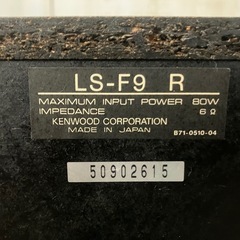 LS-F9 R
MAXIMUM INPUT POWER 80W
IMPEDANCE 6 Ω
KENWOOD CORPORATION
MADE IN JAPAN B71-0510-04
50902615